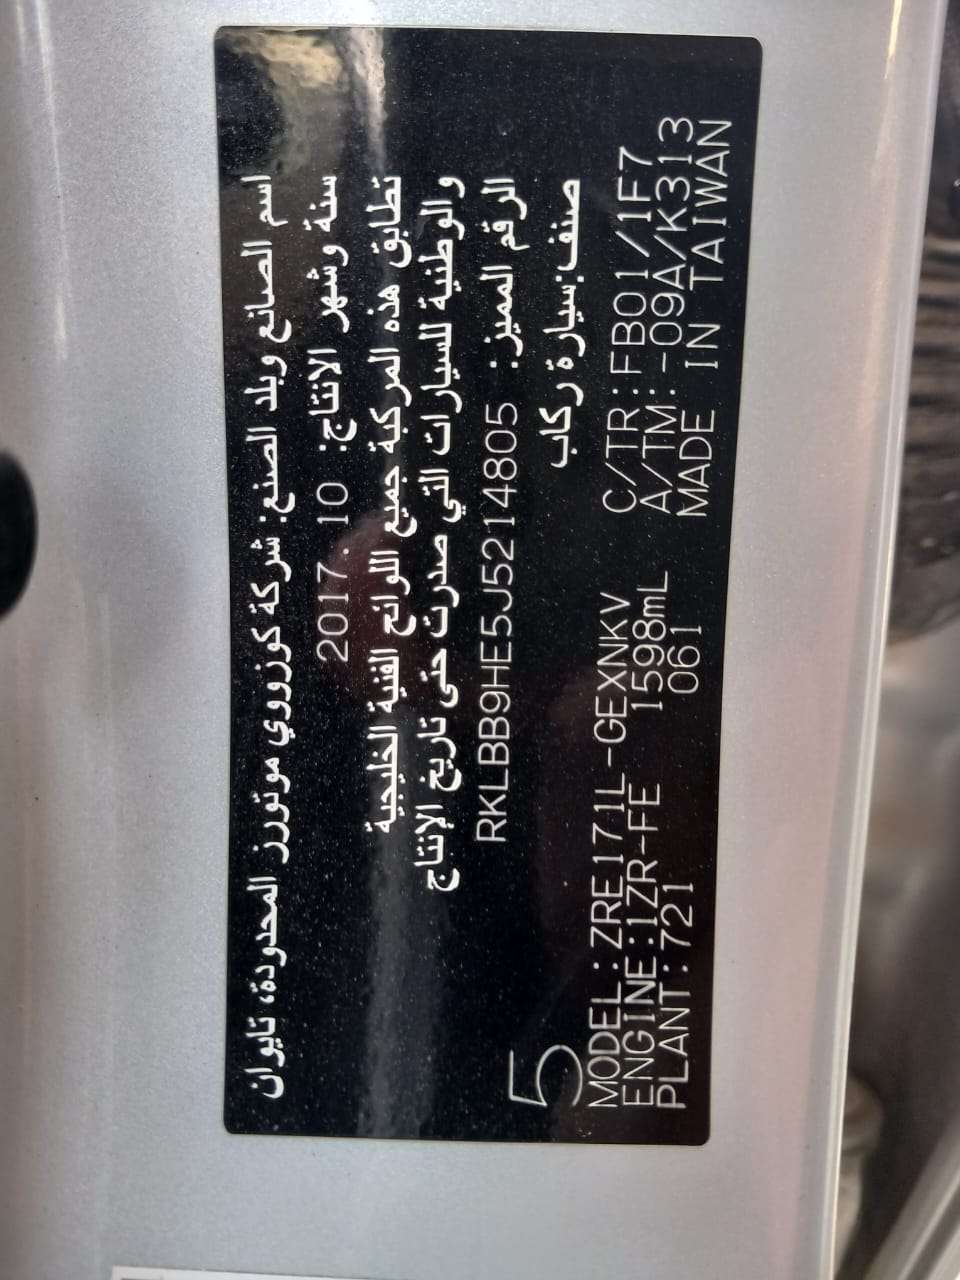 اسم الصانع وبلد الصنع: شركة كوزووي موتورز المحدودة، تايوان
سنة وشهر الانتاج: 2017. 10
تطابق هذه المركبة جميع اللوائح الفنية الخليجية
والوطنية للسيارات التي صدرت حتى تاريخ الإنتاج
الرقم المميز: RKLBB9HE5J5214805
صنف: سيارة ركاب
5
MODEL:ZRE171L-GEXNKV C/TR:FB01/1F7
ENGINE:1ZR-FE 1598mL A/TM:-09A/K313
PLANT:721 061 MADE IN TAIWAN